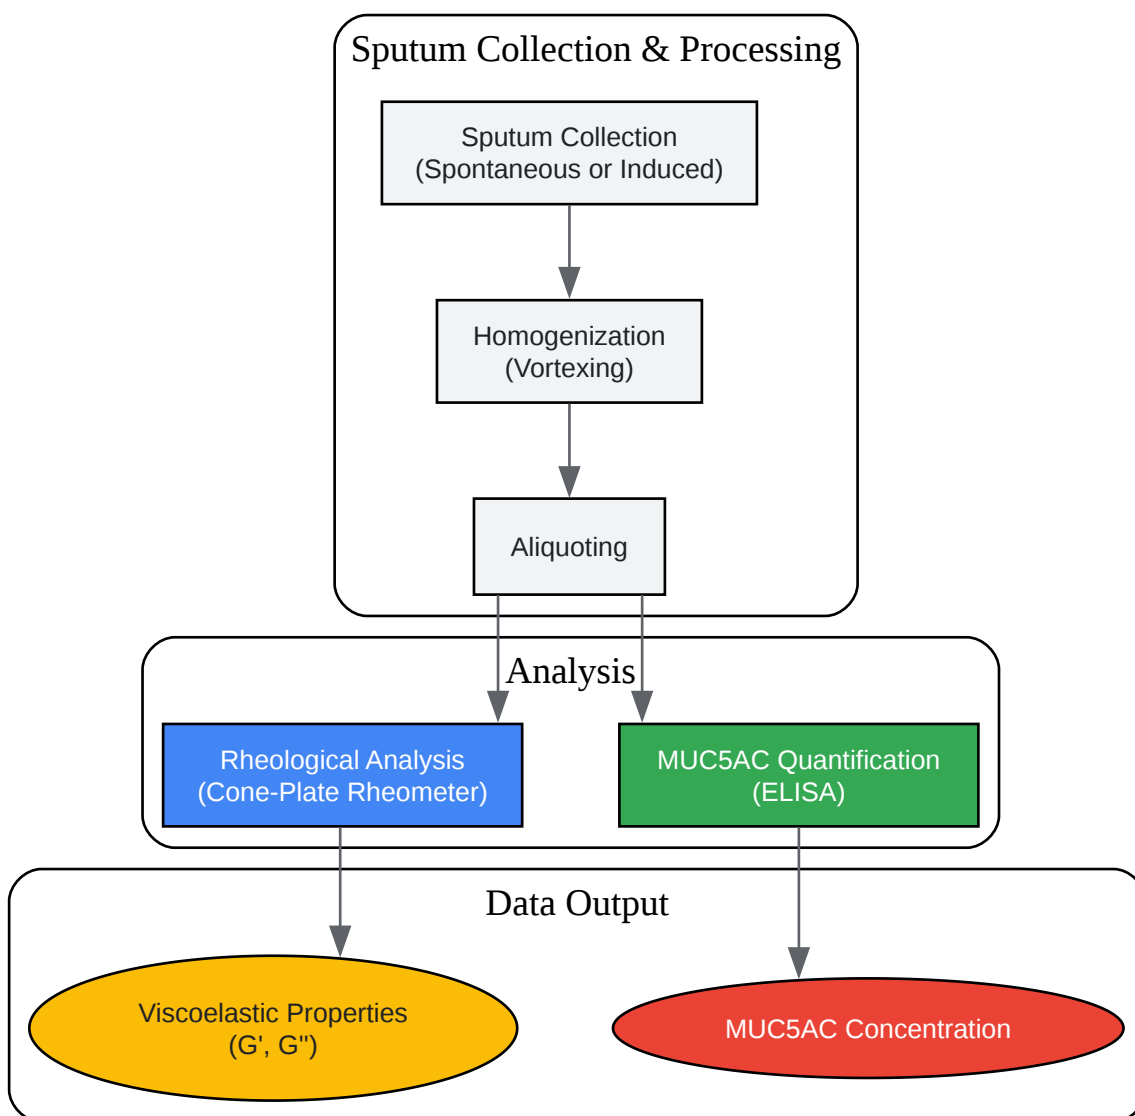 Sputum Collection & Processing
Sputum Collection
(Spontaneous or Induced)
Homogenization
(Vortexing)
Aliquoting
Analysis
Rheological Analysis
(Cone-Plate Rheometer)
MUC5AC Quantification
(ELISA)
Data Output
Viscoelastic Properties
(G', G'')
MUC5AC Concentration